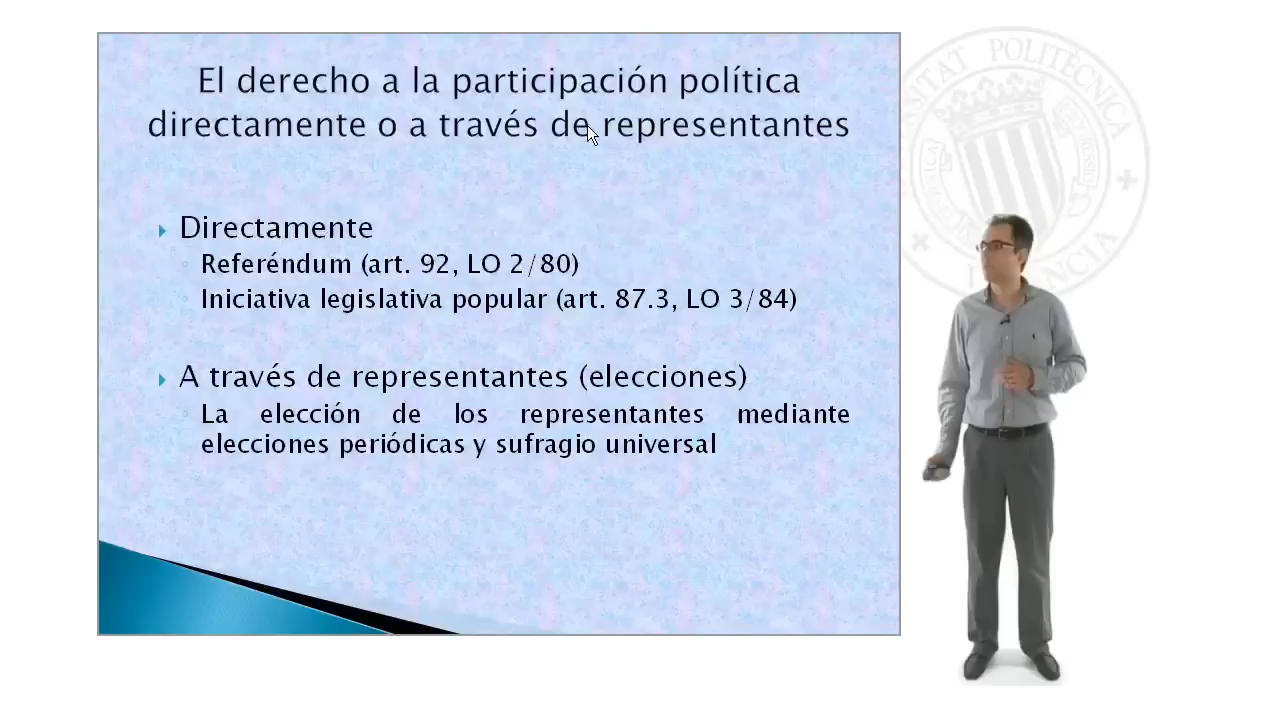 El derecho a la participación política
directamente o a través de representantes
Directamente
Referéndum (art. 92, LO 2/80)
Iniciativa legislativa popular (art. 87.3, LO 3/84)
A través de representantes (elecciones)
La elección de los representantes mediante
elecciones periódicas y sufragio universal
POLITÈCNICA